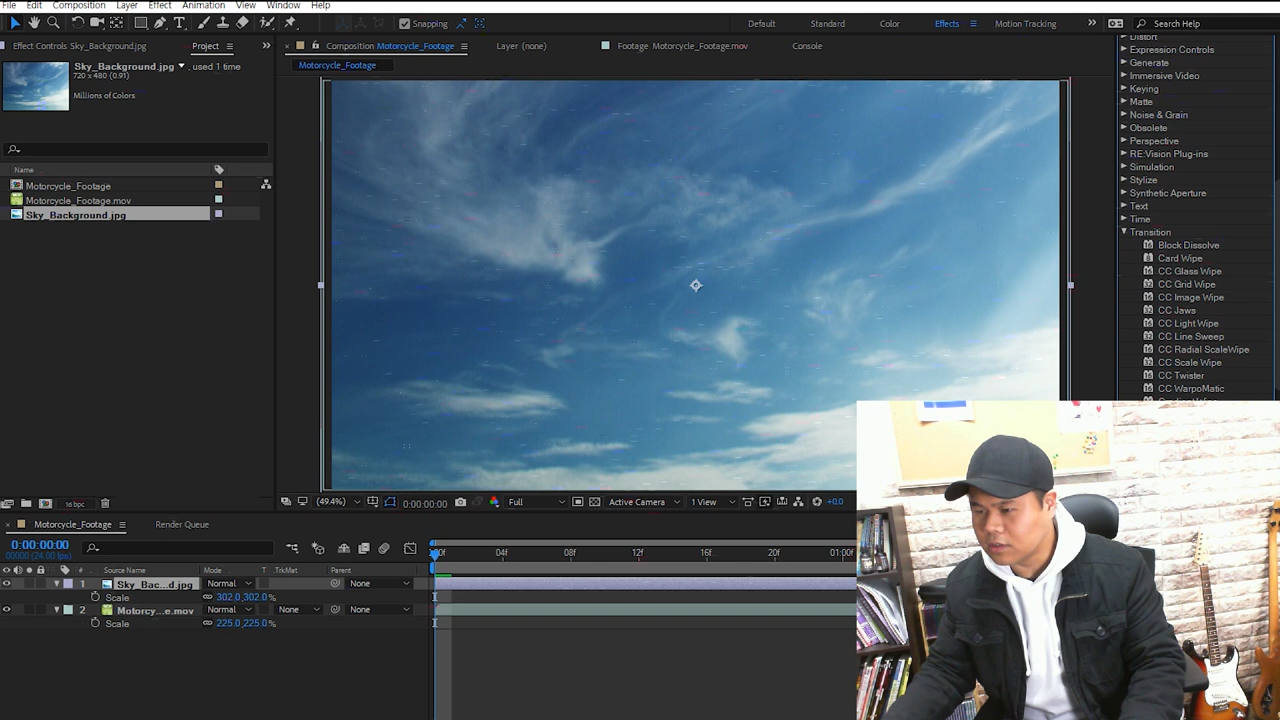 File Edit Composition Layer Effect Animation View Window Help
Snapping
Default Standard Color Effects Motion Tracking
Search Help
Effect Controls Sky_Background.jpg Project
Composition Motorcycle_Footage
Layer (none)
Footage Motorcycle_Footage.mov
Console
Motorcycle_Footage
Sky_Background.jpg , used 1 time
720 x 480 (0.91)
Millions of Colors
Name
Motorcycle_Footage
Motorcycle_Footage.mov
Sky_Background.jpg
Distort
Expression Controls
Generate
Immersive Video
Keying
Matte
Noise & Grain
Obsolete
Perspective
RE:Vision Plug-ins
Simulation
Stylize
Synthetic Aperture
Text
Time
Transition
Block Dissolve
Card Wipe
CC Glass Wipe
CC Grid Wipe
CC Image Wipe
CC Jaws
CC Light Wipe
CC Line Sweep
CC Radial ScaleWipe
CC Scale Wipe
CC Twister
CC WarpoMatic
16 bpc
(49.4%) 0:00:00:00 Full Active Camera 1 View +0.0
Motorcycle_Footage Render Queue
0:00:00:00
00000 (24.00 fps)
# Source Name Mode T .TrkMat Parent
04f 08f 12f 16f 20f 01:00f
1 Sky_Bac...d.jpg Normal None
Scale 302.0,302.0%
2 Motorcy...e.mov Normal None None
Scale 225.0,225.0%